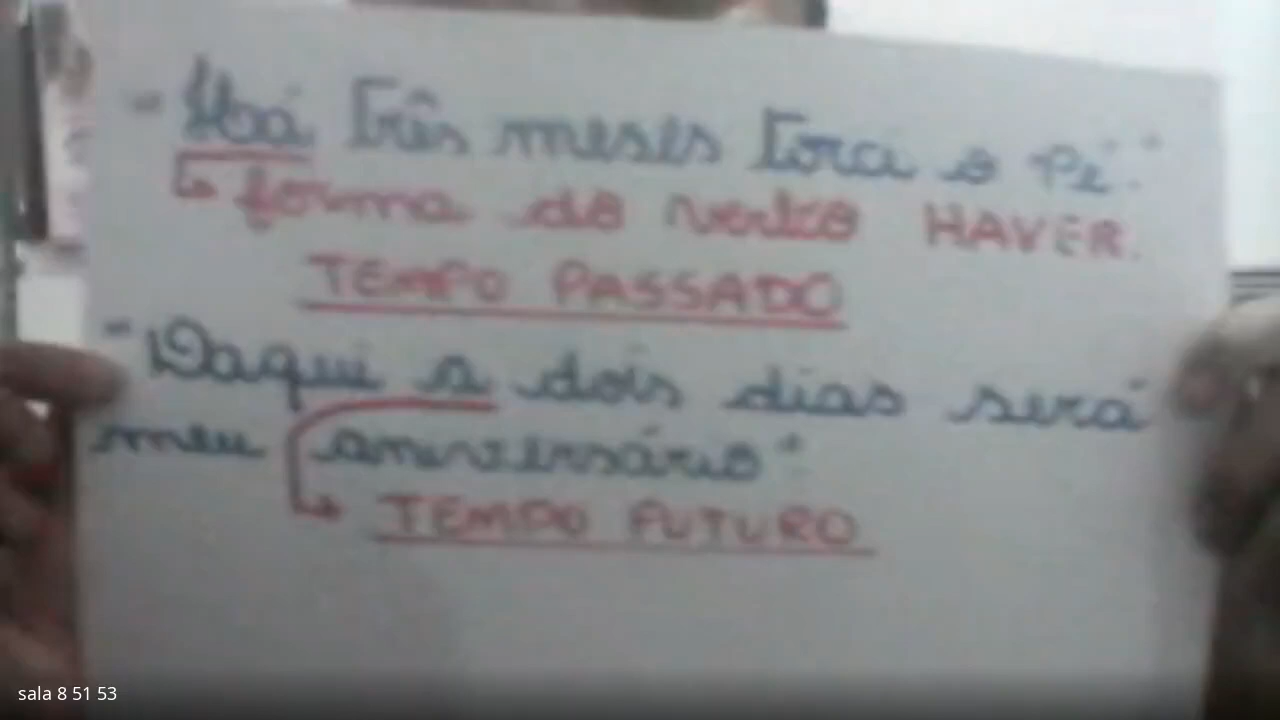 "Há três meses torci o pé."
forma do verbo HAVER.
TEMPO PASSADO
"Daqui a dois dias será
meu aniversário".
TEMPO FUTURO
sala 8 51 53